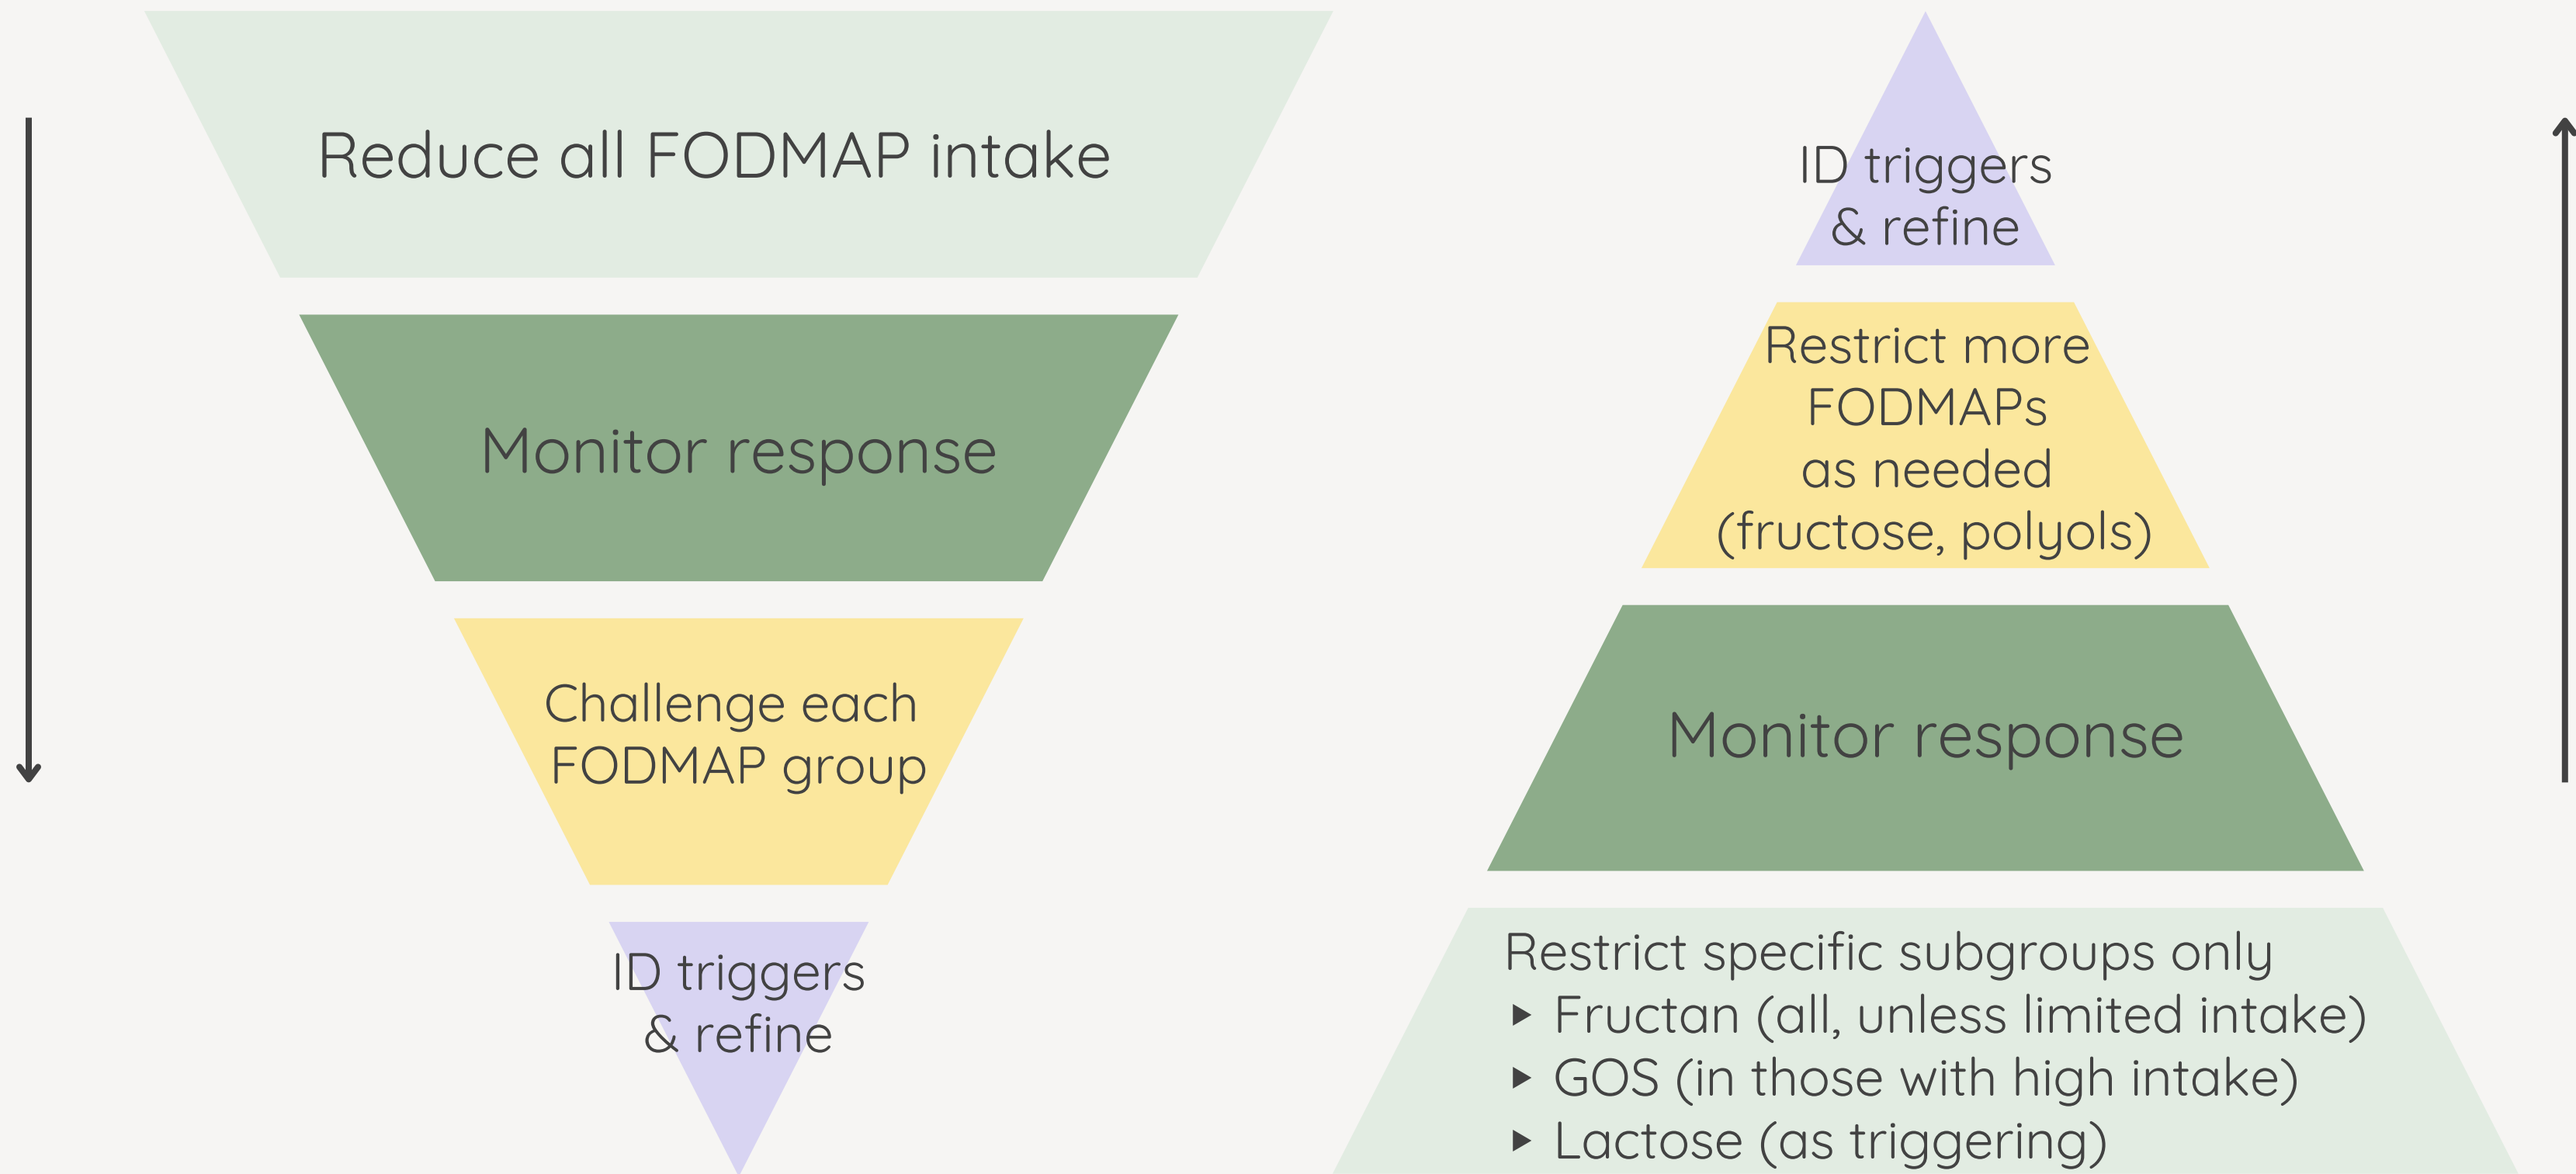 Reduce all FODMAP intake
Monitor response
Challenge each
FODMAP group
ID triggers
& refine
ID triggers
& refine
Restrict more
FODMAPs
as needed
(fructose, polyols)
Monitor response
Restrict specific subgroups only
▸ Fructan (all, unless limited intake)
▸ GOS (in those with high intake)
▸ Lactose (as triggering)